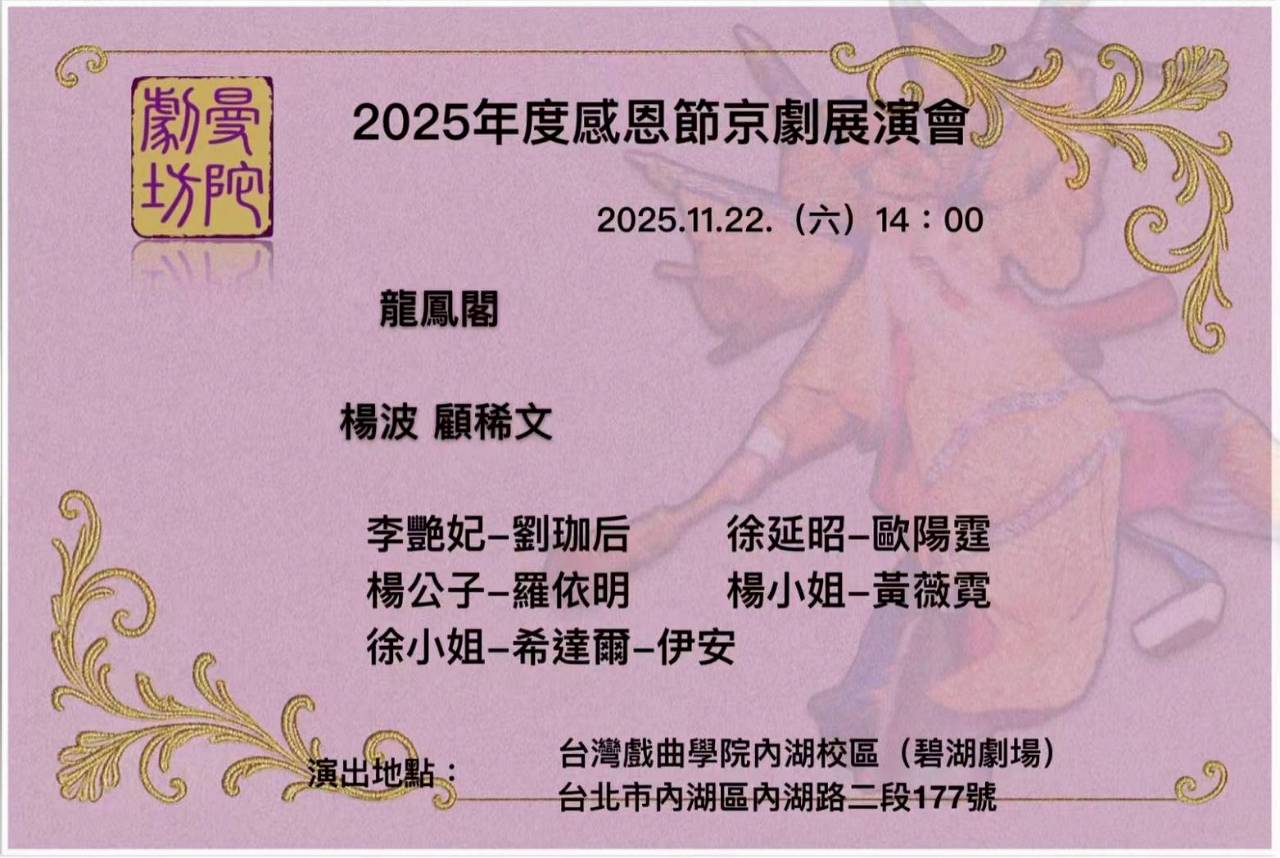 曼陀劇坊
2025年度感恩節京劇展演會
2025.11.22.（六）14：00
龍鳳閣
楊波 顧稀文
李艷妃–劉珈后 徐延昭–歐陽霆
楊公子–羅依明 楊小姐–黃薇霓
徐小姐–希達爾–伊安
演出地點：
台灣戲曲學院內湖校區（碧湖劇場）
台北市內湖區內湖路二段177號